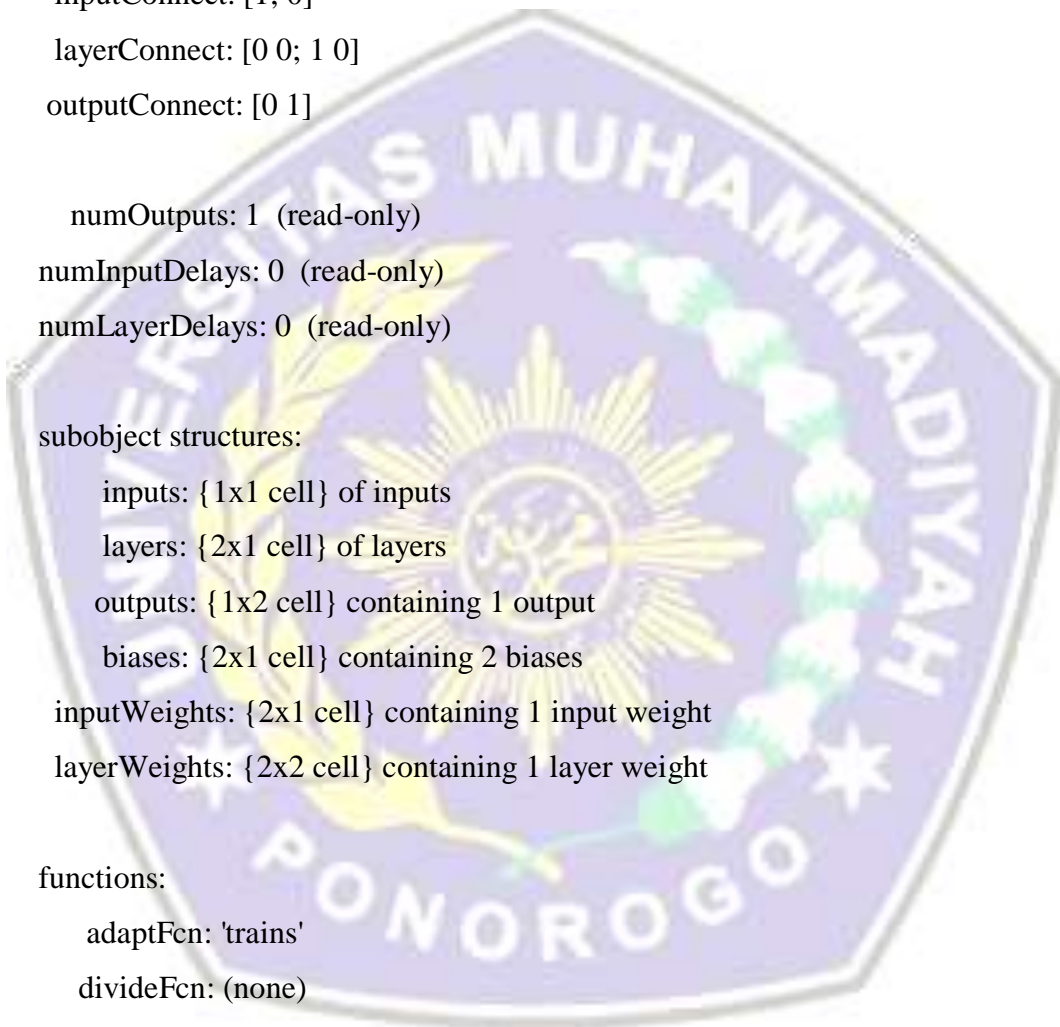 inputConnect: [1; 0]
layerConnect: [0 0; 1 0]
outputConnect: [0 1]
numOutputs: 1 (read-only)
numInputDelays: 0 (read-only)
numLayerDelays: 0 (read-only)
subobject structures:
inputs: {1x1 cell} of inputs
layers: {2x1 cell} of layers
outputs: {1x2 cell} containing 1 output
biases: {2x1 cell} containing 2 biases
inputWeights: {2x1 cell} containing 1 input weight
layerWeights: {2x2 cell} containing 1 layer weight
functions:
adaptFcn: 'trains'
divideFcn: (none)
UNIVERSITAS MUHAMMADIYAH
PONOROGO